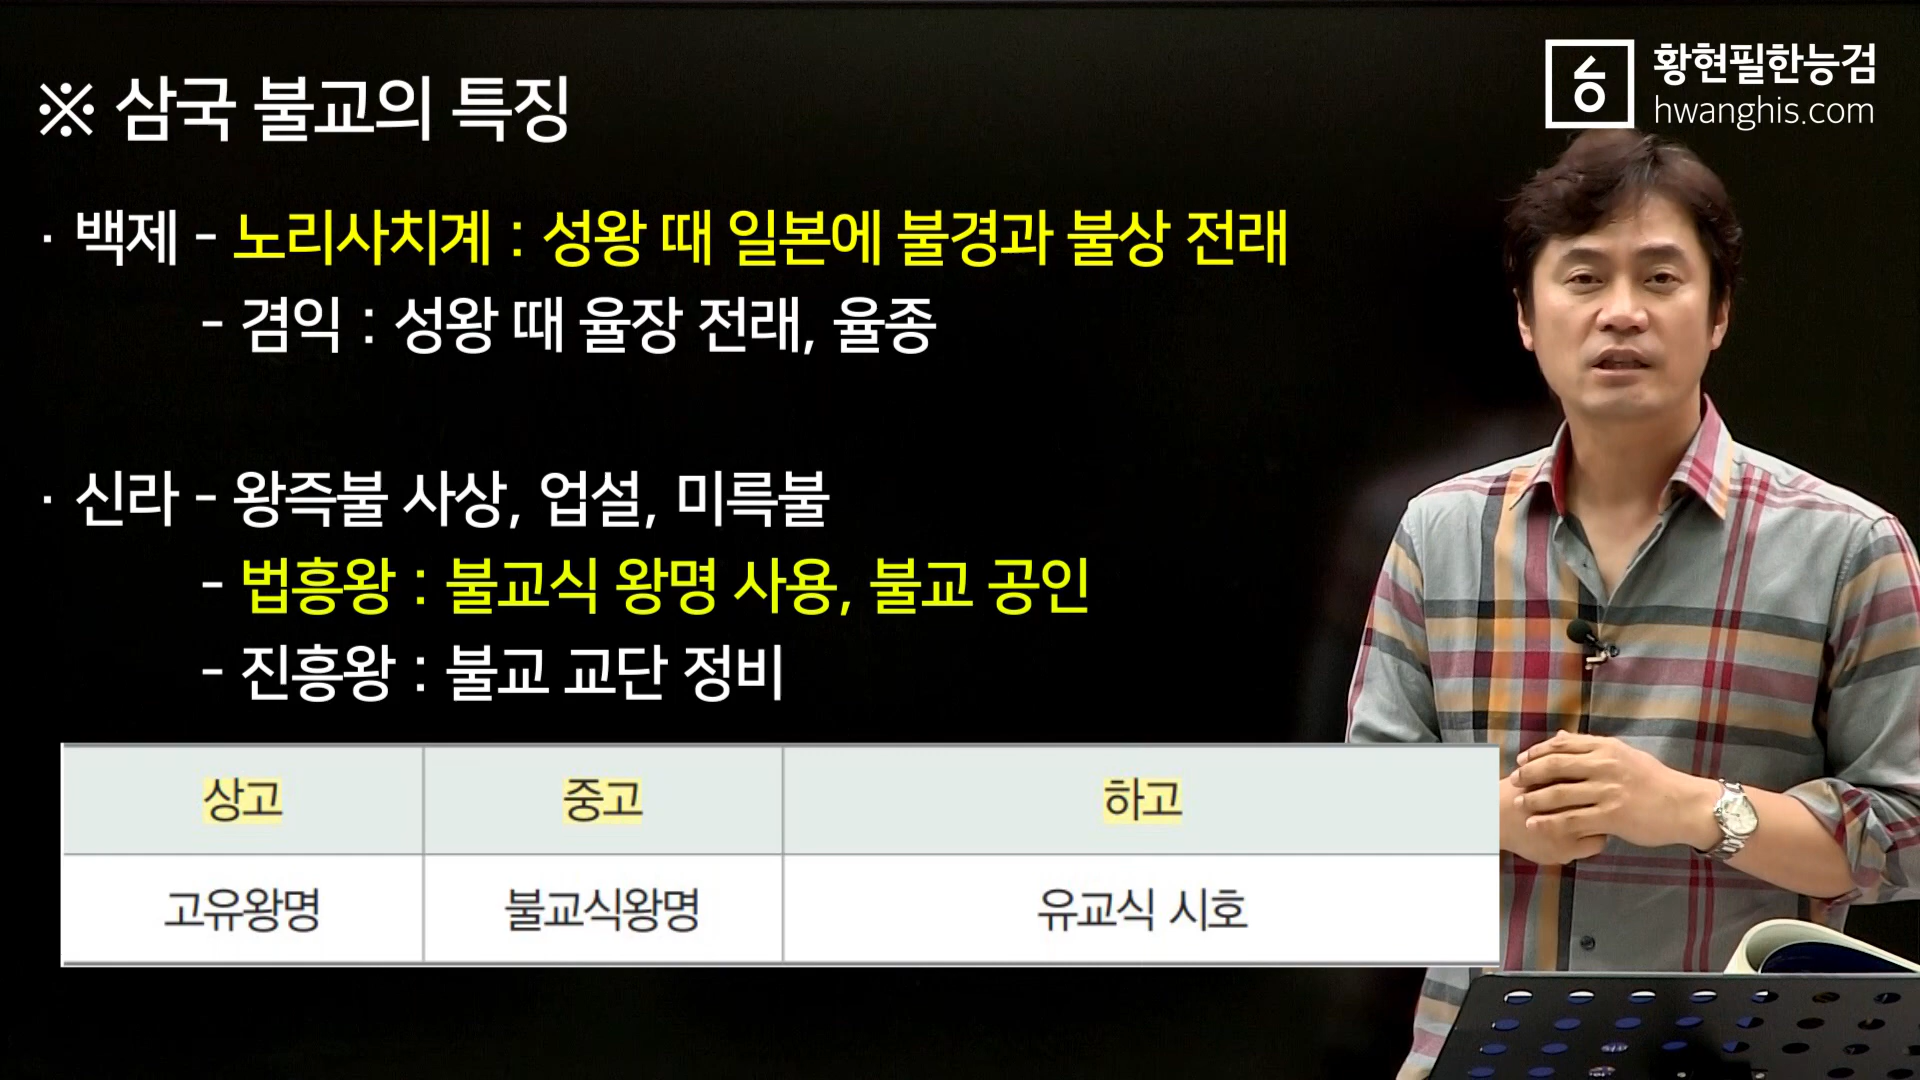 황현필한능검
hwanghis.com
※ 삼국 불교의 특징
· 백제 - 노리사치계 : 성왕 때 일본에 불경과 불상 전래
- 겸익 : 성왕 때 율장 전래, 율종
· 신라 - 왕즉불 사상, 업설, 미륵불
- 법흥왕 : 불교식 왕명 사용, 불교 공인
- 진흥왕 : 불교 교단 정비
상고 중고 하고
고유왕명 불교식왕명 유교식 시호